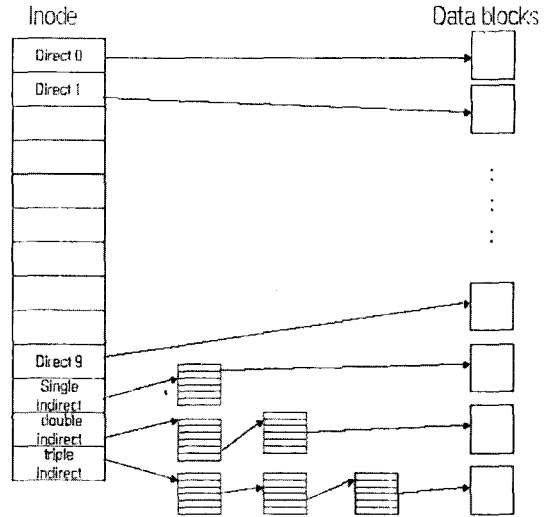 Inode
Data blocks
Direct 0
Direct 1
Direct 9
Single
indirect
double
indirect
triple
indirect